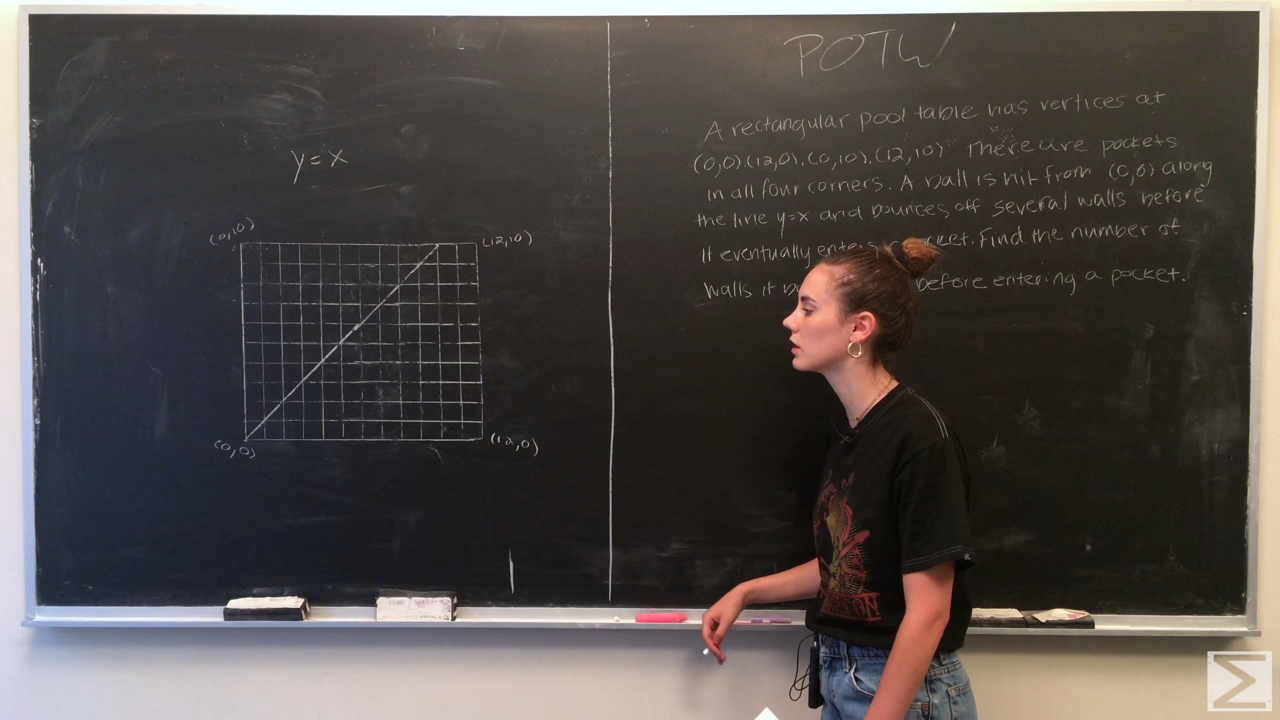 POTW
y=x
A rectangular pool table has vertices at
(0,0).(12,0).(0,10).(12,10) There are pockets
in all four corners. A ball is hit from (0,0) along
the line y=x and bounces off several walls before
it eventually enters pocket. Find the number of
walls it before entering a pocket.
(0,10)
(12,10)
(0,0)
(12,0)